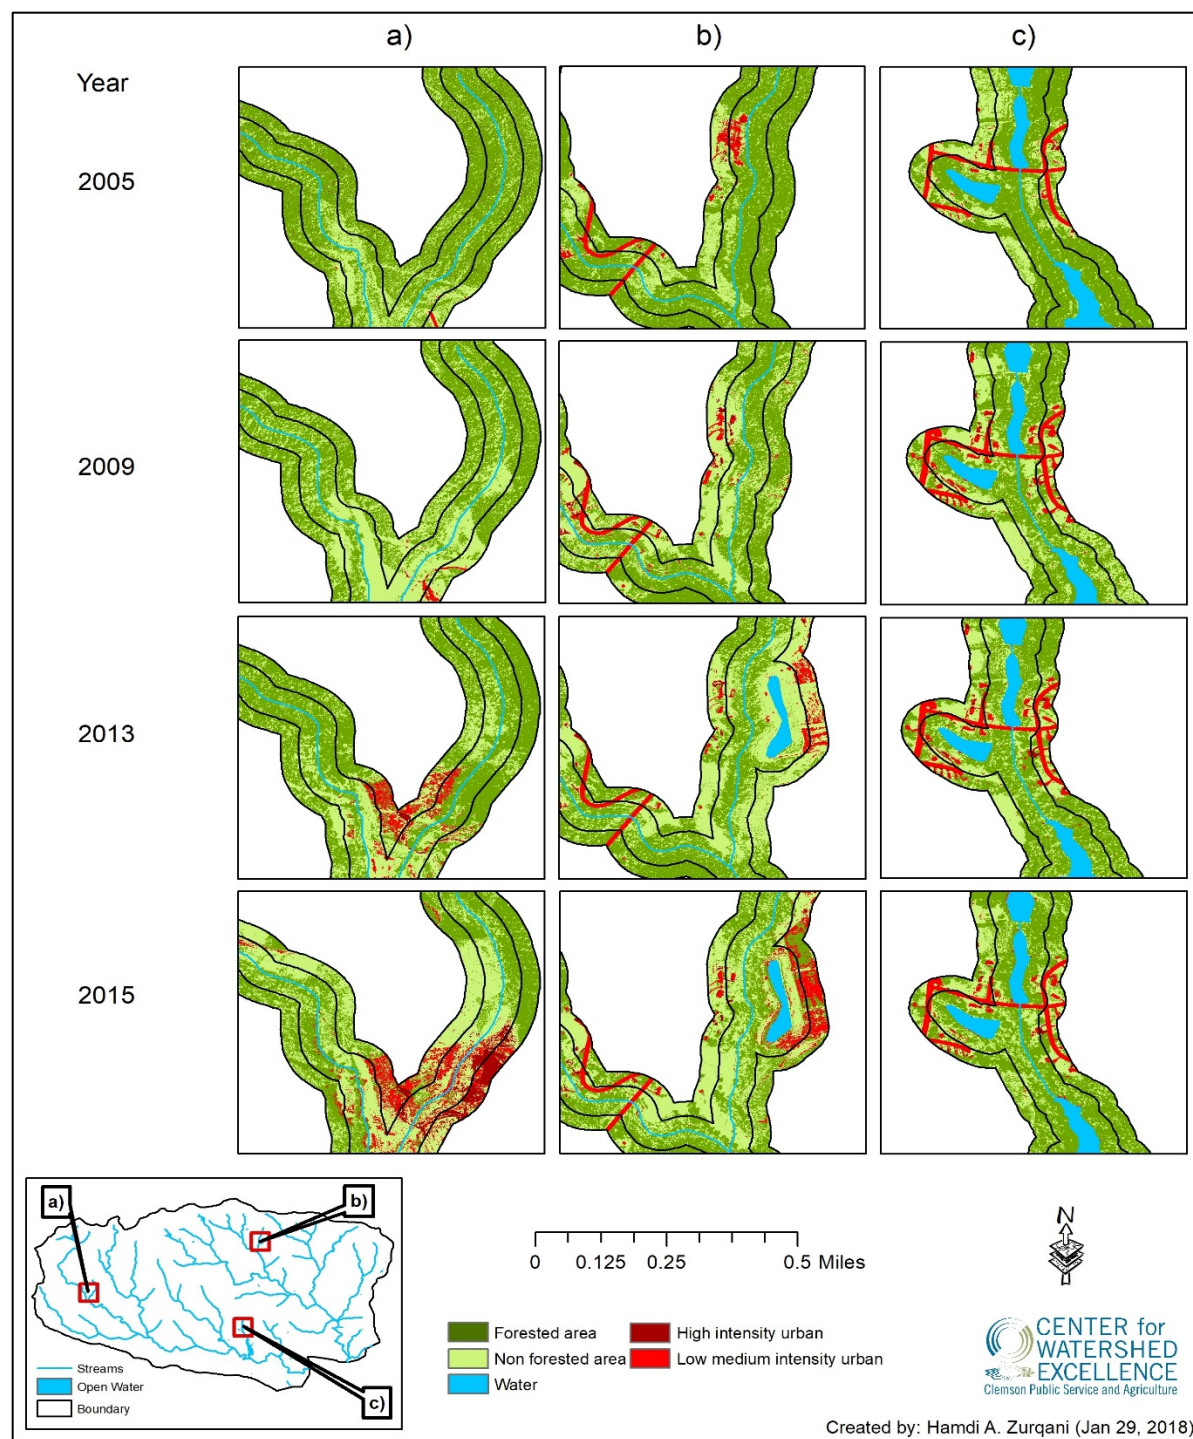 a) b) c)
Year
2005
2009
2013
2015
a)
b)
c)
Streams
Open Water
Boundary
0 0.125 0.25 0.5 Miles
Forested area
Non forested area
Water
High intensity urban
Low medium intensity urban
N
CENTER for
WATERSHED
EXCELLENCE
Clemson Public Service and Agriculture
Created by: Hamdi A. Zurqani (Jan 29, 2018)